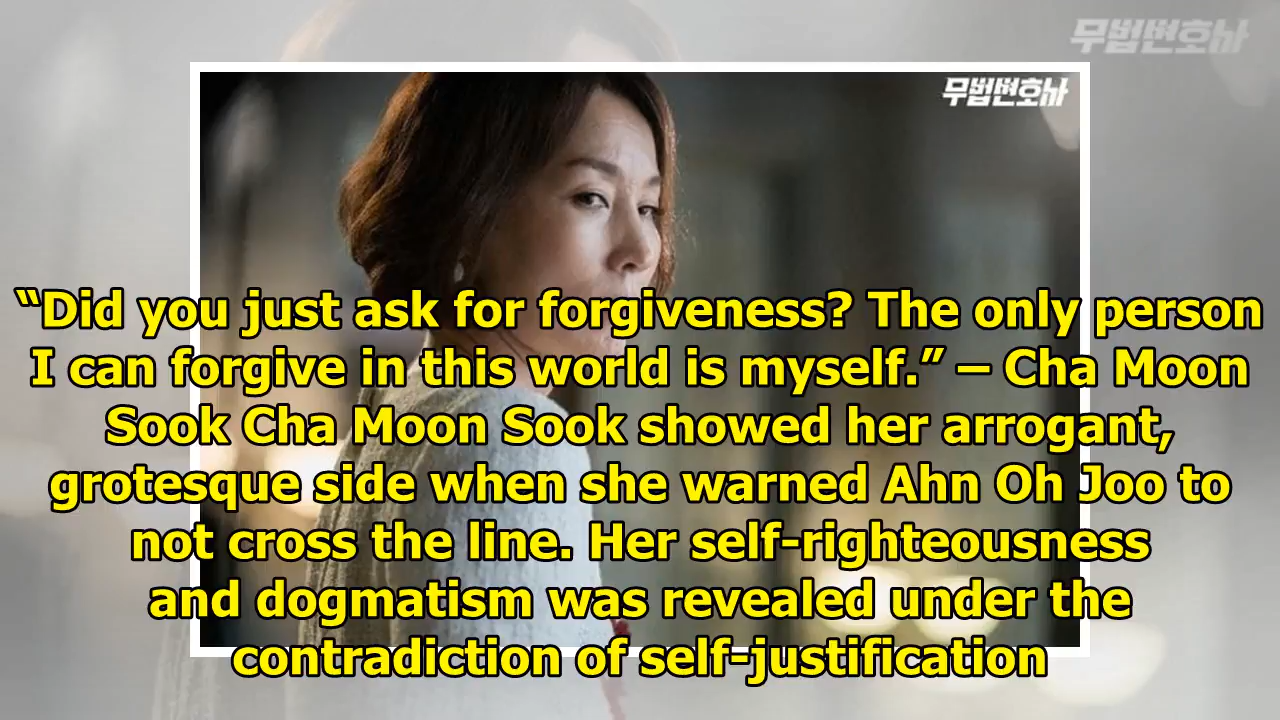 무법변호사
무법변호사
“Did you just ask for forgiveness? The only person
I can forgive in this world is myself.” – Cha Moon
Sook Cha Moon Sook showed her arrogant,
grotesque side when she warned Ahn Oh Joo to
not cross the line. Her self-righteousness
and dogmatism was revealed under the
contradiction of self-justification